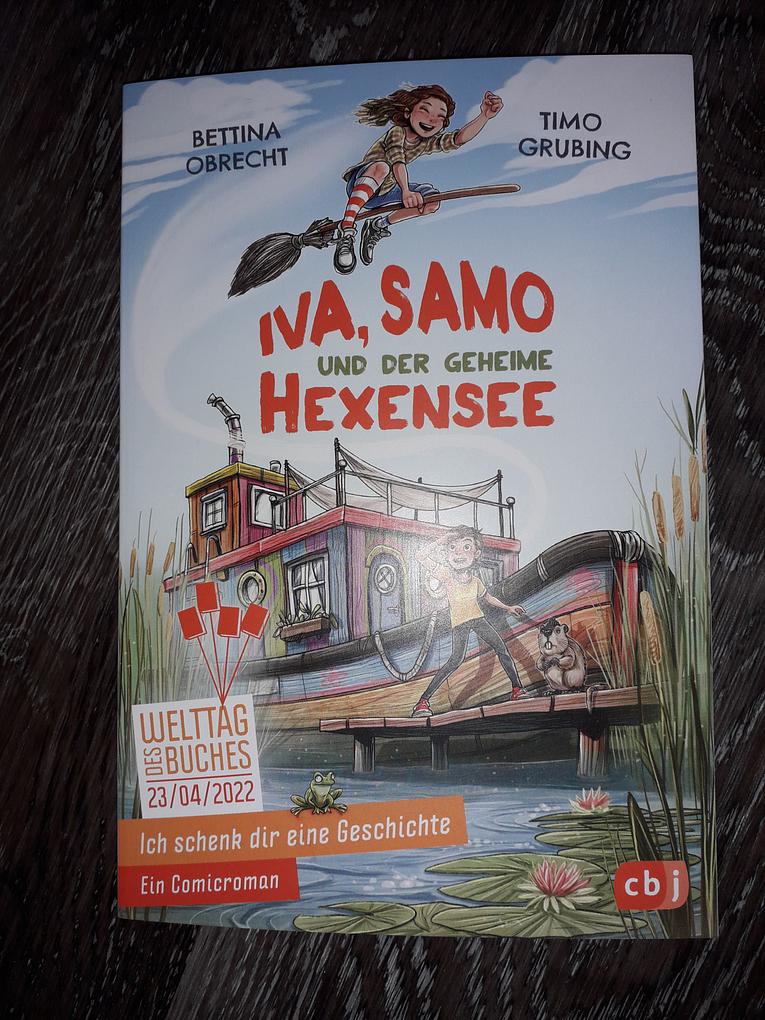 BETTINA
OBRECHT
TIMO
GRUBING
IVA, SAMO
UND DER GEHEIME
HEXENSEE
WELTTAG
DES BUCHES
23/04/2022
Ich schenk dir eine Geschichte
Ein Comicroman
cbj